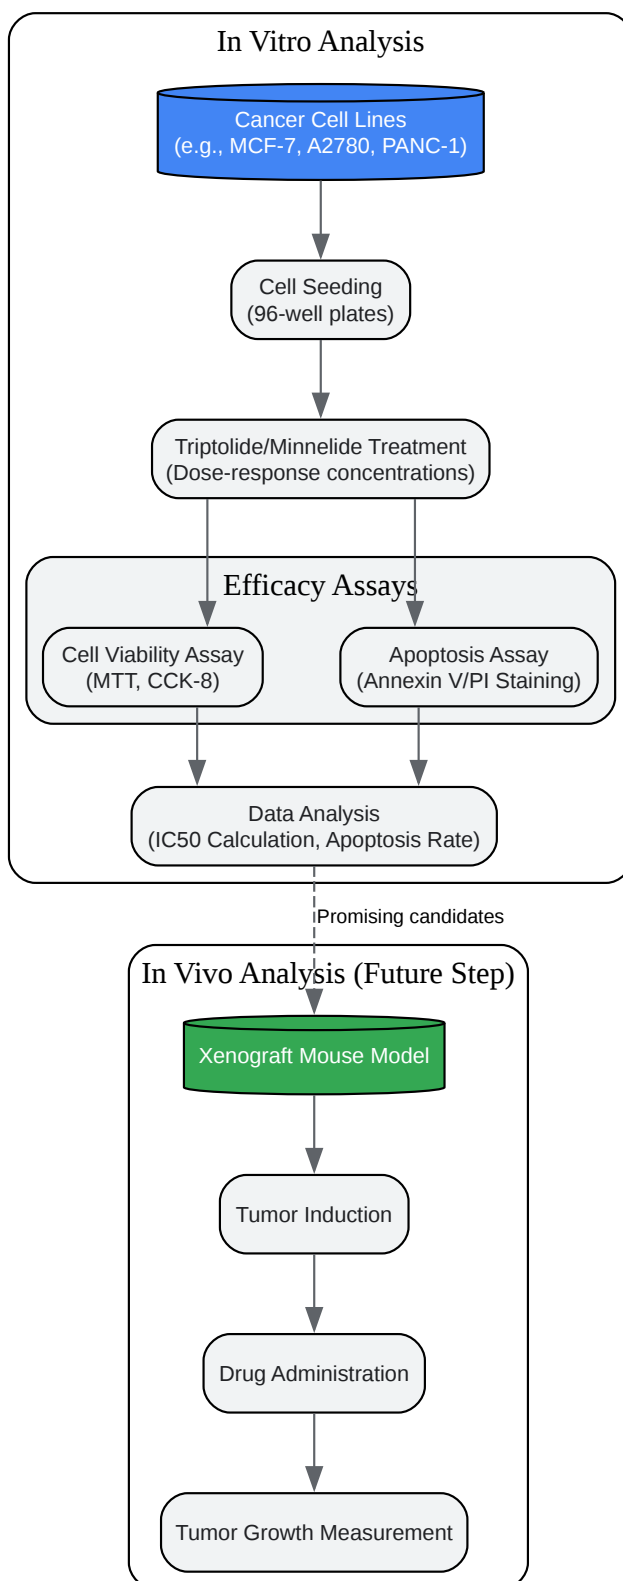 In Vitro Analysis
Cancer Cell Lines
(e.g., MCF-7, A2780, PANC-1)
Cell Seeding
(96-well plates)
Triptolide/Minnelide Treatment
(Dose-response concentrations)
Efficacy Assays
Cell Viability Assay
(MTT, CCK-8)
Apoptosis Assay
(Annexin V/PI Staining)
Data Analysis
(IC50 Calculation, Apoptosis Rate)
Promising candidates
In Vivo Analysis (Future Step)
Xenograft Mouse Model
Tumor Induction
Drug Administration
Tumor Growth Measurement